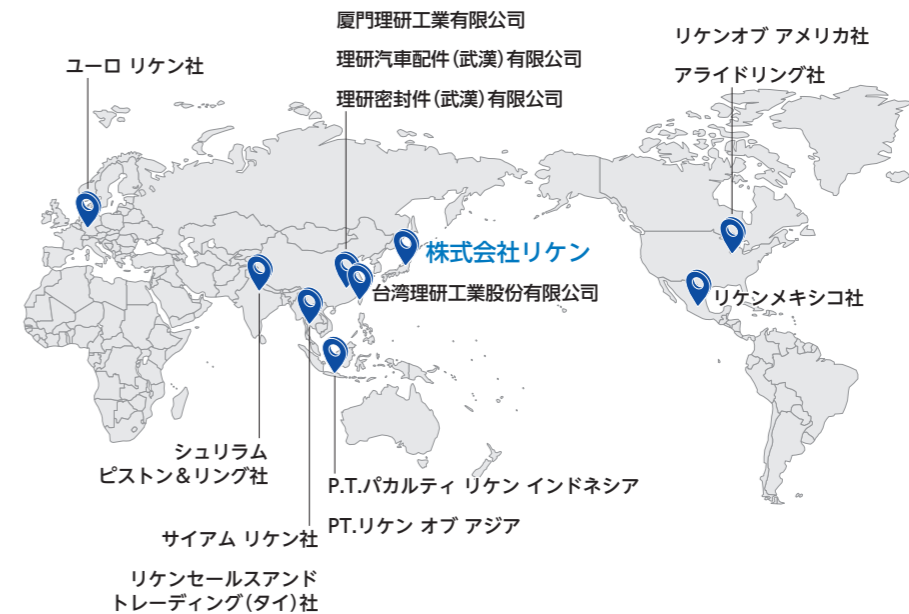 厦門理研工業有限公司
理研汽車配件(武漢)有限公司
理研密封件(武漢)有限公司
リケンオブ アメリカ社
アライドリング社
ユーロ リケン社
株式会社リケン
台湾理研工業股份有限公司
リケンメキシコ社
シュリラム
ピストン&リング社
P.T.パカルティ リケン インドネシア
PT.リケン オブ アジア
サイアム リケン社
リケンセールスアンド
トレーディング(タイ)社